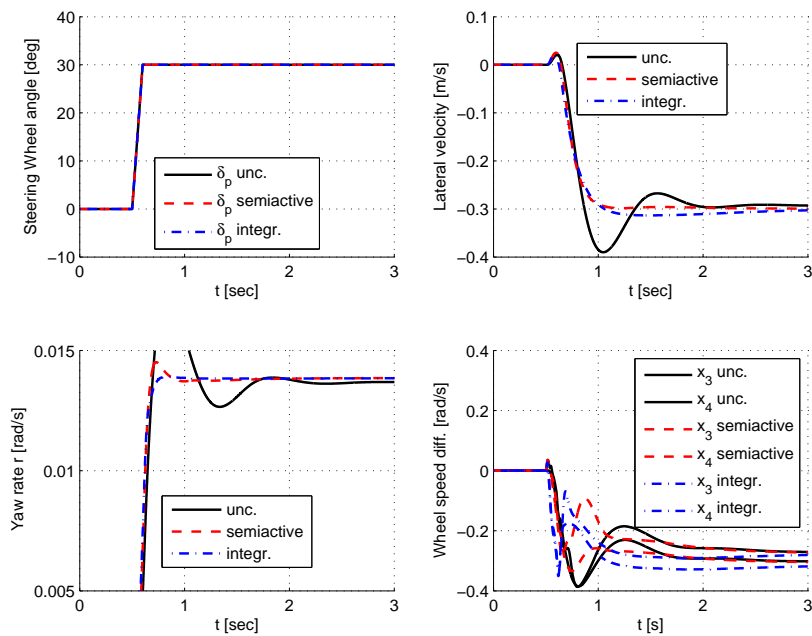 40
30
20
10
0
−10
Steering Wheel angle [deg]
δp unc.
δp semiactive
δp integr.
0 1 2 3
t [sec]
0.1
0
−0.1
−0.2
−0.3
−0.4
Lateral velocity [m/s]
unc.
semiactive
integr.
0 1 2 3
t [sec]
0.015
0.01
0.005
Yaw rate r [rad/s]
unc.
semiactive
integr.
0 1 2 3
t [sec]
0.4
0.2
0
−0.2
−0.4
Wheel speed diff. [rad/s]
x3 unc.
x4 unc.
x3 semiactive
x4 semiactive
x3 integr.
x4 integr.
0 1 2 3
t [s]